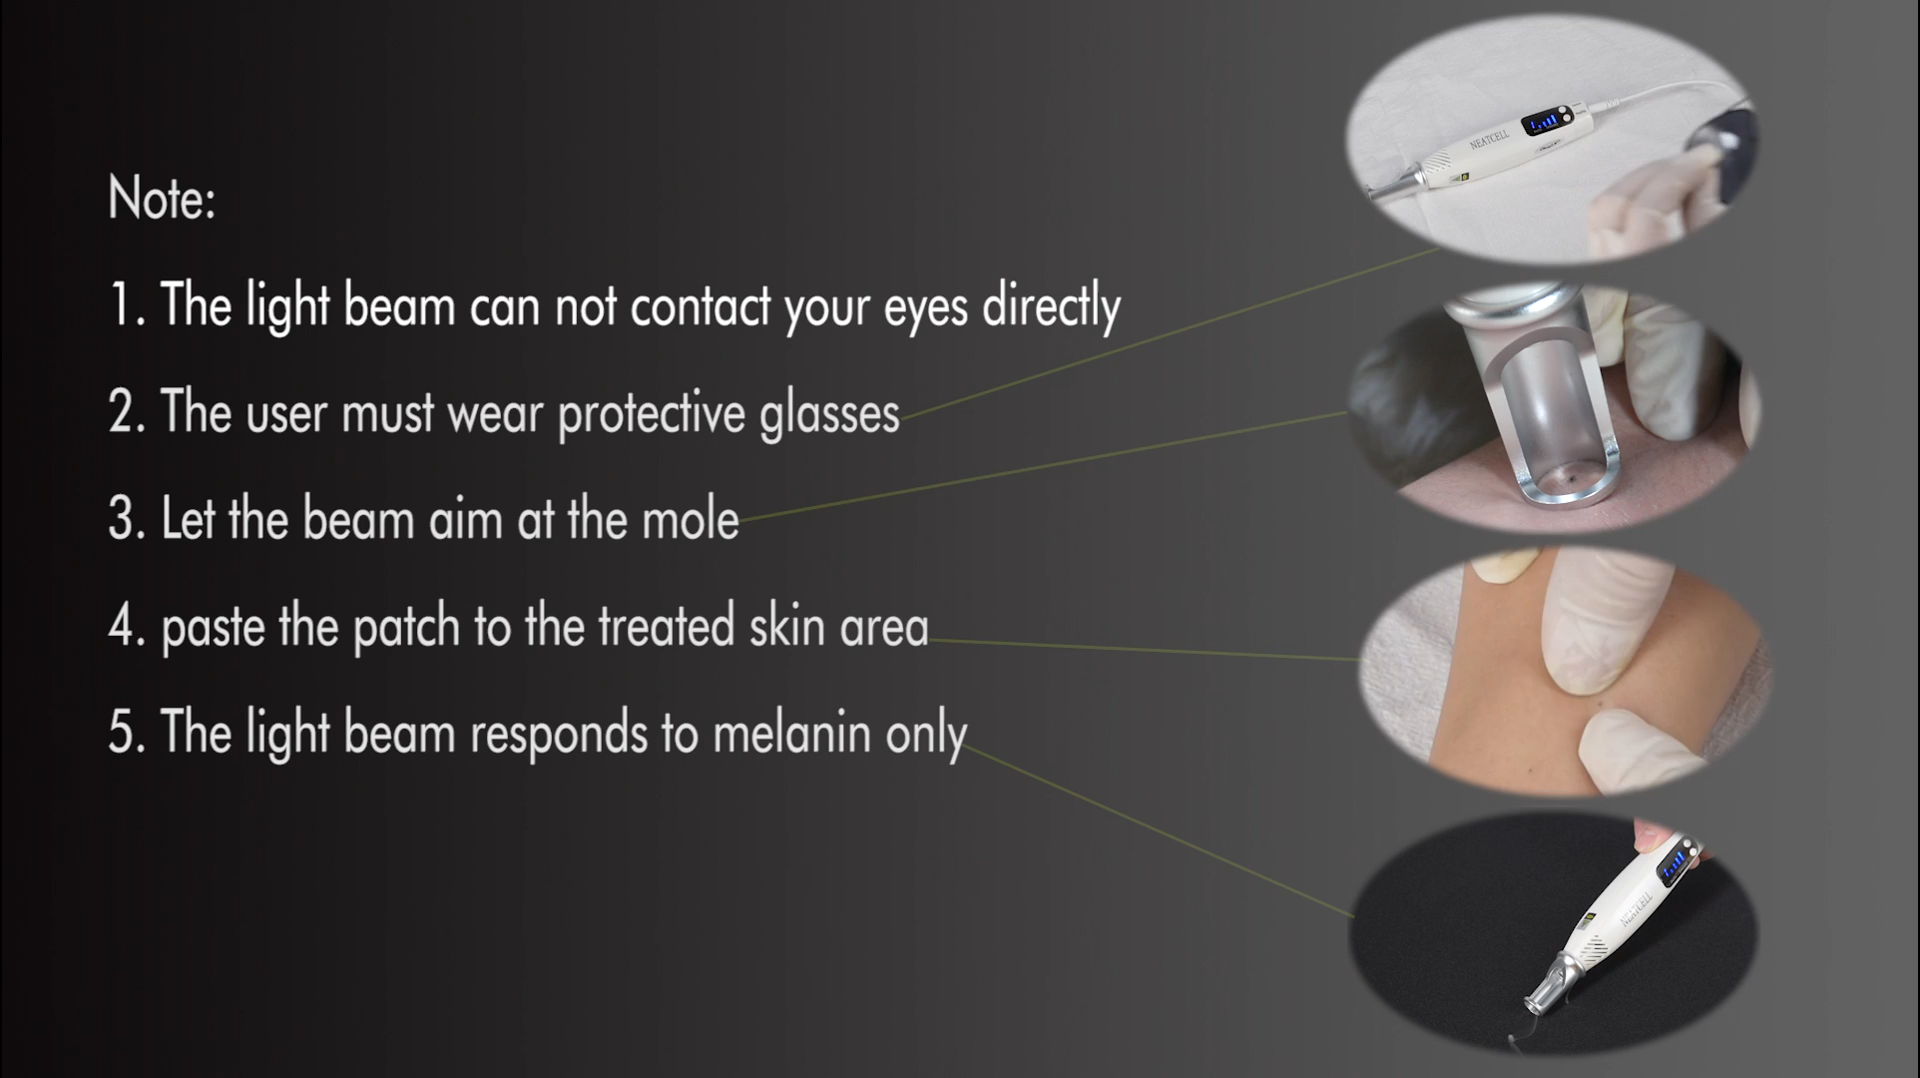 Note:
1. The light beam can not contact your eyes directly
2. The user must wear protective glasses
3. Let the beam aim at the mole
4. paste the patch to the treated skin area
5. The light beam responds to melanin only
NEATCELL
NEATCELL